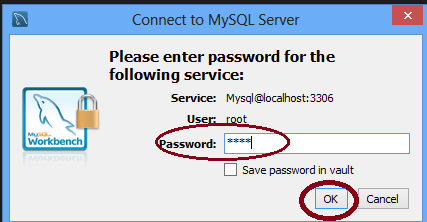 Connect to MySQL Server
Please enter password for the
following service:
Service: Mysql@localhost:3306
User: root
Password: ****
MySQL
Workbench
Save password in vault
OK Cancel